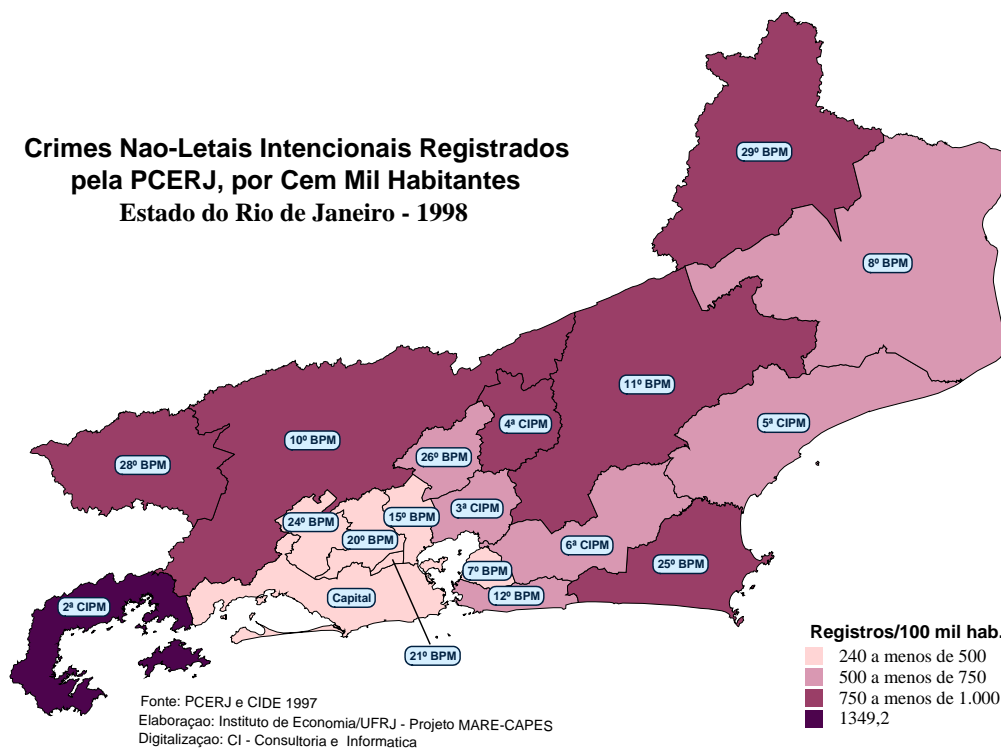 Crimes Nao-Letais Intencionais Registrados
pela PCERJ, por Cem Mil Habitantes
Estado do Rio de Janeiro - 1998
29º BPM
8º BPM
11º BPM
4ª CIPM
5ª CIPM
10º BPM
26º BPM
28º BPM
3ª CIPM
15º BPM
24º BPM
20º BPM
6ª CIPM
7º BPM
25º BPM
12º BPM
Capital
2ª CIPM
21º BPM
Registros/100 mil hab.
240 a menos de 500
500 a menos de 750
750 a menos de 1.000
1349,2
Fonte: PCERJ e CIDE 1997
Elaboraçao: Instituto de Economia/UFRJ - Projeto MARE-CAPES
Digitalizaçao: CI - Consultoria e Informatica